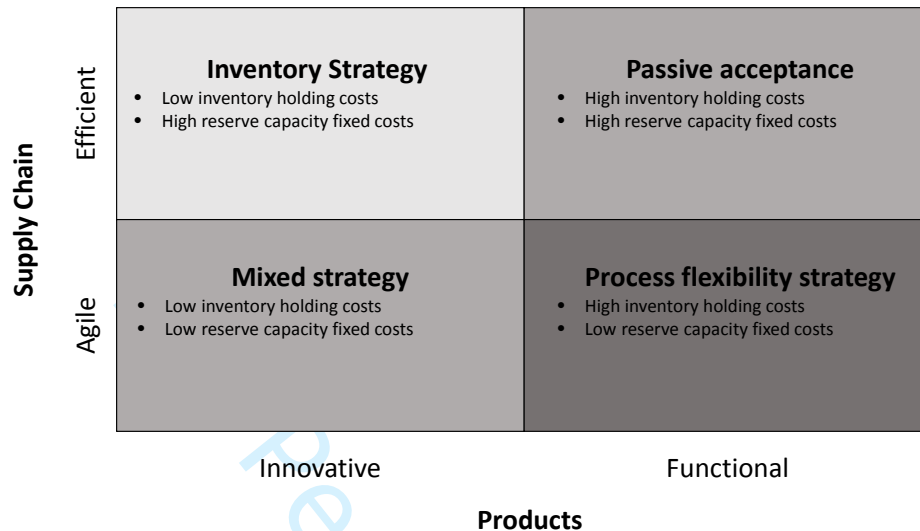 Supply Chain
Efficient
Inventory Strategy
• Low inventory holding costs
• High reserve capacity fixed costs
Passive acceptance
• High inventory holding costs
• High reserve capacity fixed costs
Agile
Mixed strategy
• Low inventory holding costs
• Low reserve capacity fixed costs
Process flexibility strategy
• High inventory holding costs
• Low reserve capacity fixed costs
Innovative
Functional
Products